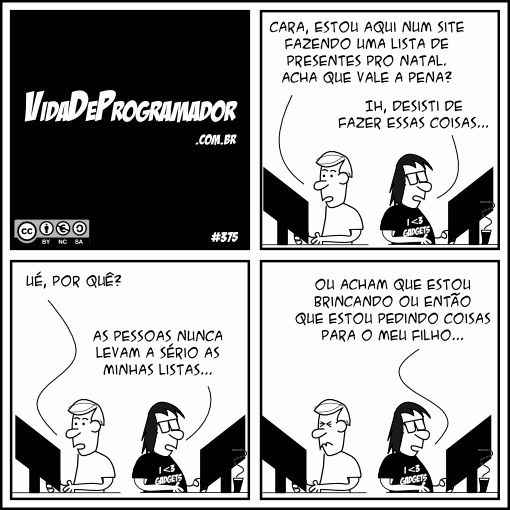 VIDADEPROGRAMADOR
.COM.BR
CC
BY NC SA
#375
CARA, ESTOU AQUI NUM SITE
FAZENDO UMA LISTA DE
PRESENTES PRO NATAL.
ACHA QUE VALE A PENA?
IH, DESISTI DE
FAZER ESSAS COISAS...
I <3
GADGETS
UÉ, POR QUÊ?
AS PESSOAS NUNCA
LEVAM A SÉRIO AS
MINHAS LISTAS...
I <3
GADGETS
OU ACHAM QUE ESTOU
BRINCANDO OU ENTÃO
QUE ESTOU PEDINDO COISAS
PARA O MEU FILHO...
I <3
GADGETS